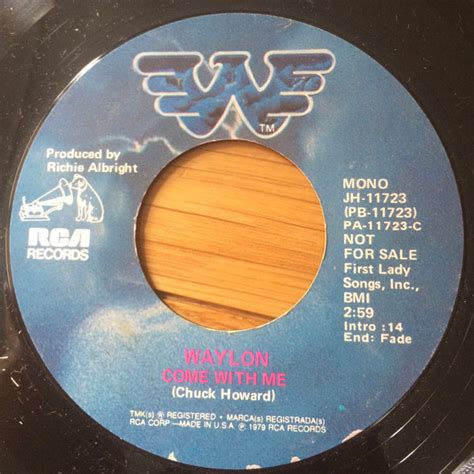 W
TM
Produced by
Richie Albright
RCA
RECORDS
MONO
JH-11723
(PB-11723)
PA-11723-C
NOT
FOR SALE
First Lady
Songs, Inc.,
BMI
2:59
Intro :14
End: Fade
WAYLON
COME WITH ME
(Chuck Howard)
TMK(s) ® REGISTERED • MARCA(s) REGISTRADA(s)
RCA CORP.—MADE IN U.S.A. ℗ 1979 RCA RECORDS